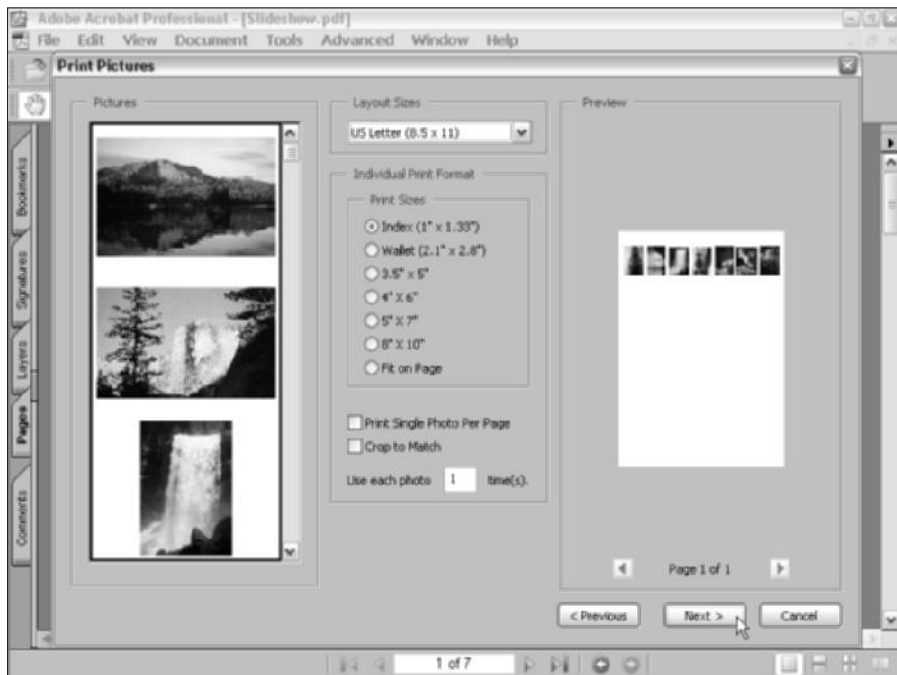 Adobe Acrobat Professional - [Slideshow.pdf]
File Edit View Document Tools Advanced Window Help
Print Pictures
Pictures
Layout Sizes
Preview
US Letter (8.5 x 11)
Individual Print Format
Print Sizes
Index (1" x 1.33")
Wallet (2.1" x 2.8")
3.5" x 5"
4" X 6"
5" X 7"
8" X 10"
Fit on Page
Print Single Photo Per Page
Crop to Match
Use each photo 1 time(s).
Page 1 of 1
< Previous Next > Cancel
Bookmarks
Signatures
Layers
Pages
Comments
1 of 7